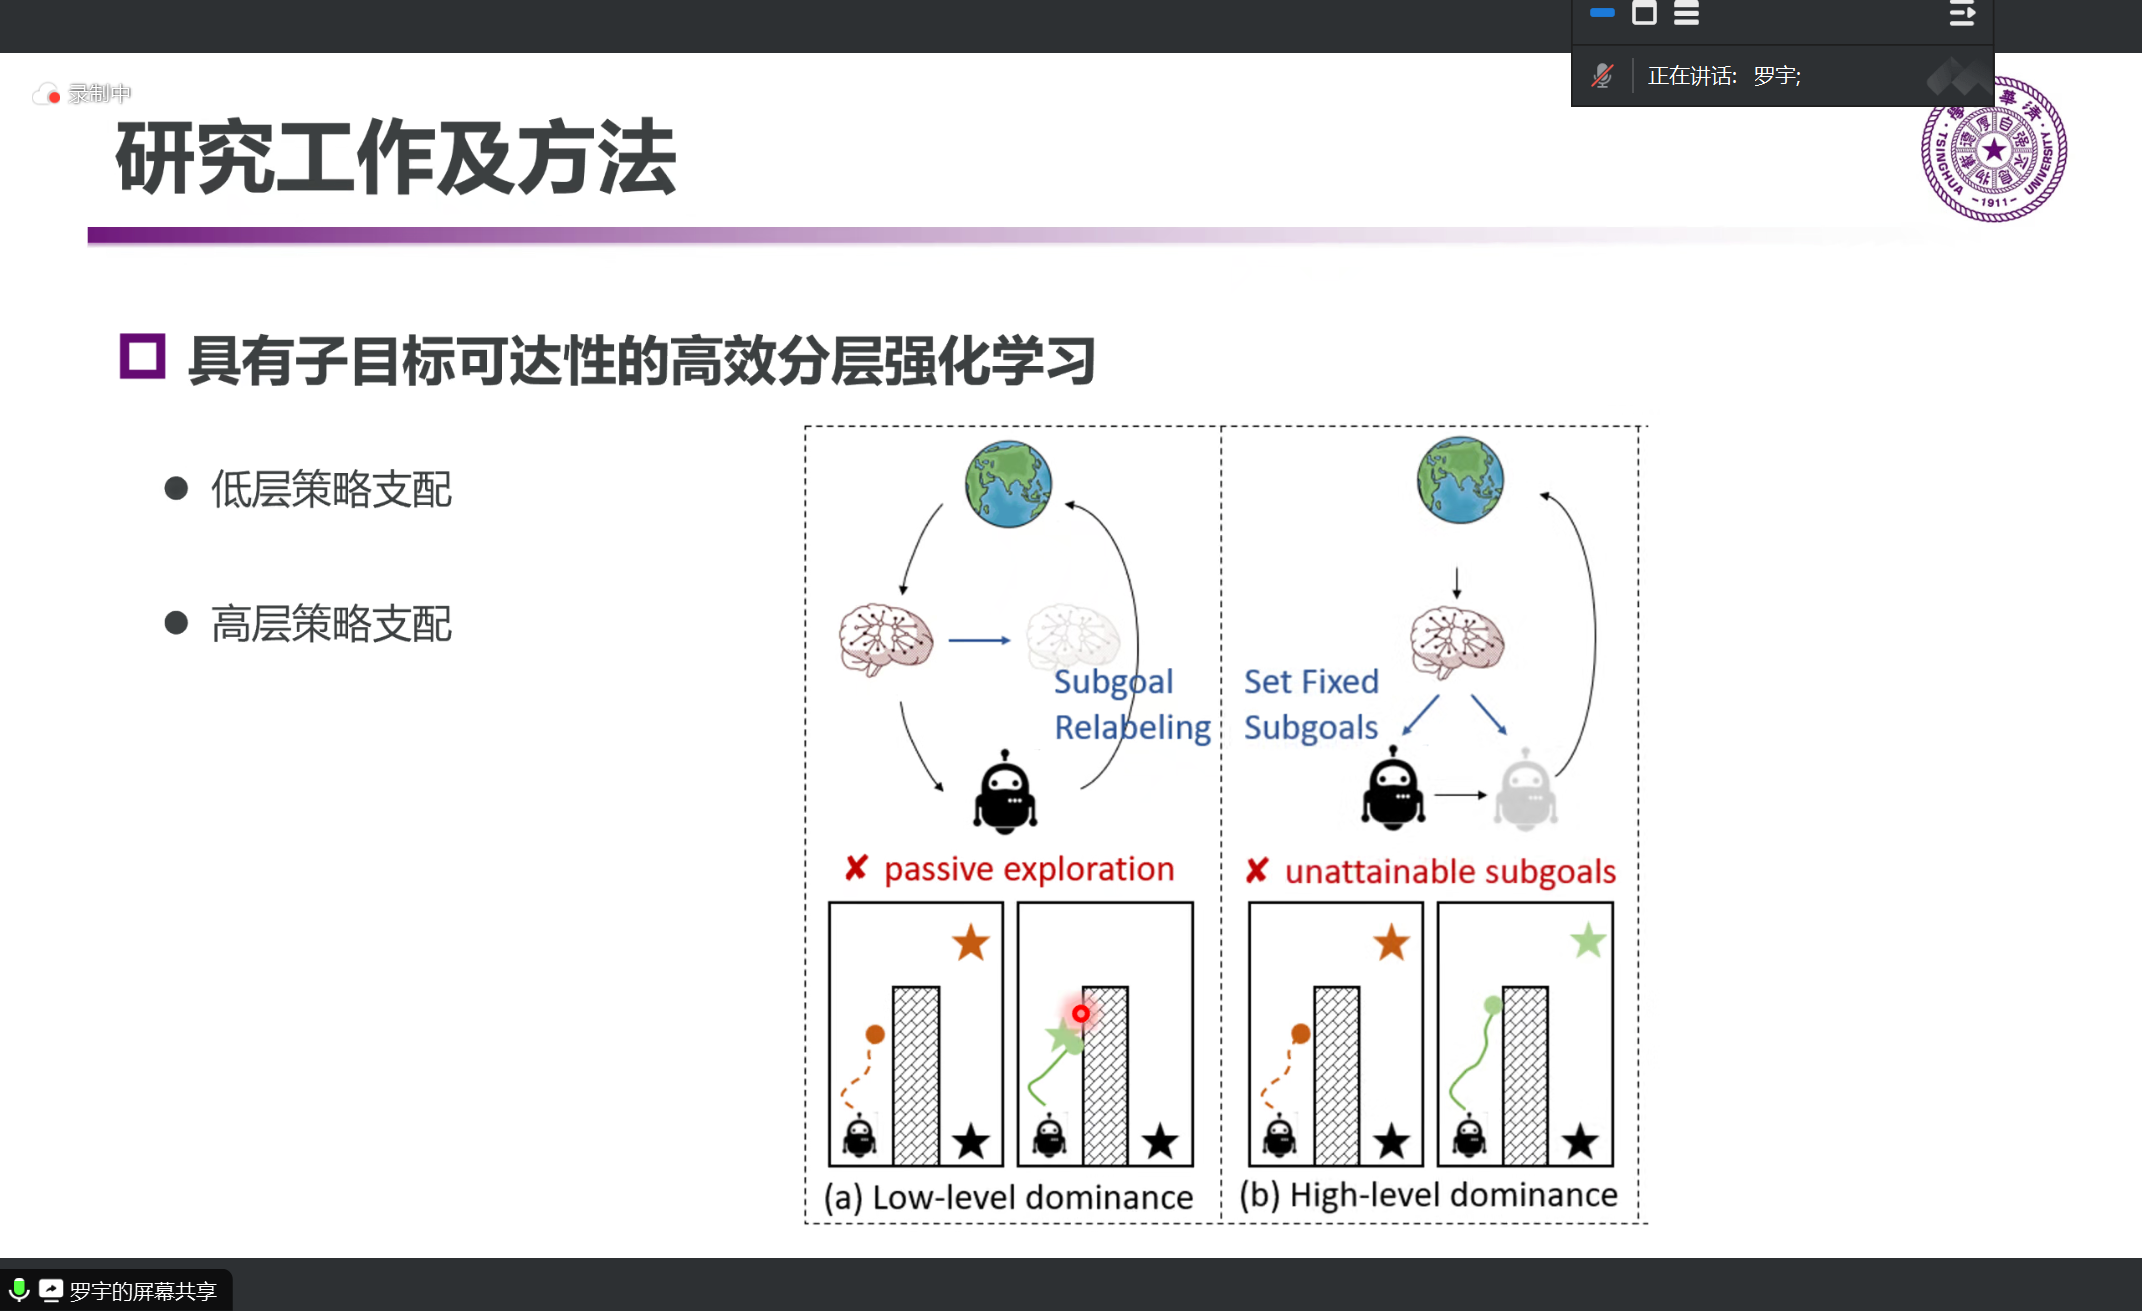 正在讲话: 罗宇;
录制中
研究工作及方法
TSINGHUA UNIVERSITY
-1911-
具有子目标可达性的高效分层强化学习
低层策略支配
高层策略支配
Subgoal
Relabeling
Set Fixed
Subgoals
✘ passive exploration
✘ unattainable subgoals
(a) Low-level dominance
(b) High-level dominance
罗宇的屏幕共享